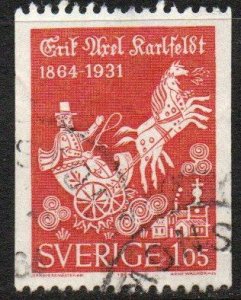 Erik Axel Karlfeldt
1864-1931
SVERIGE 1.05